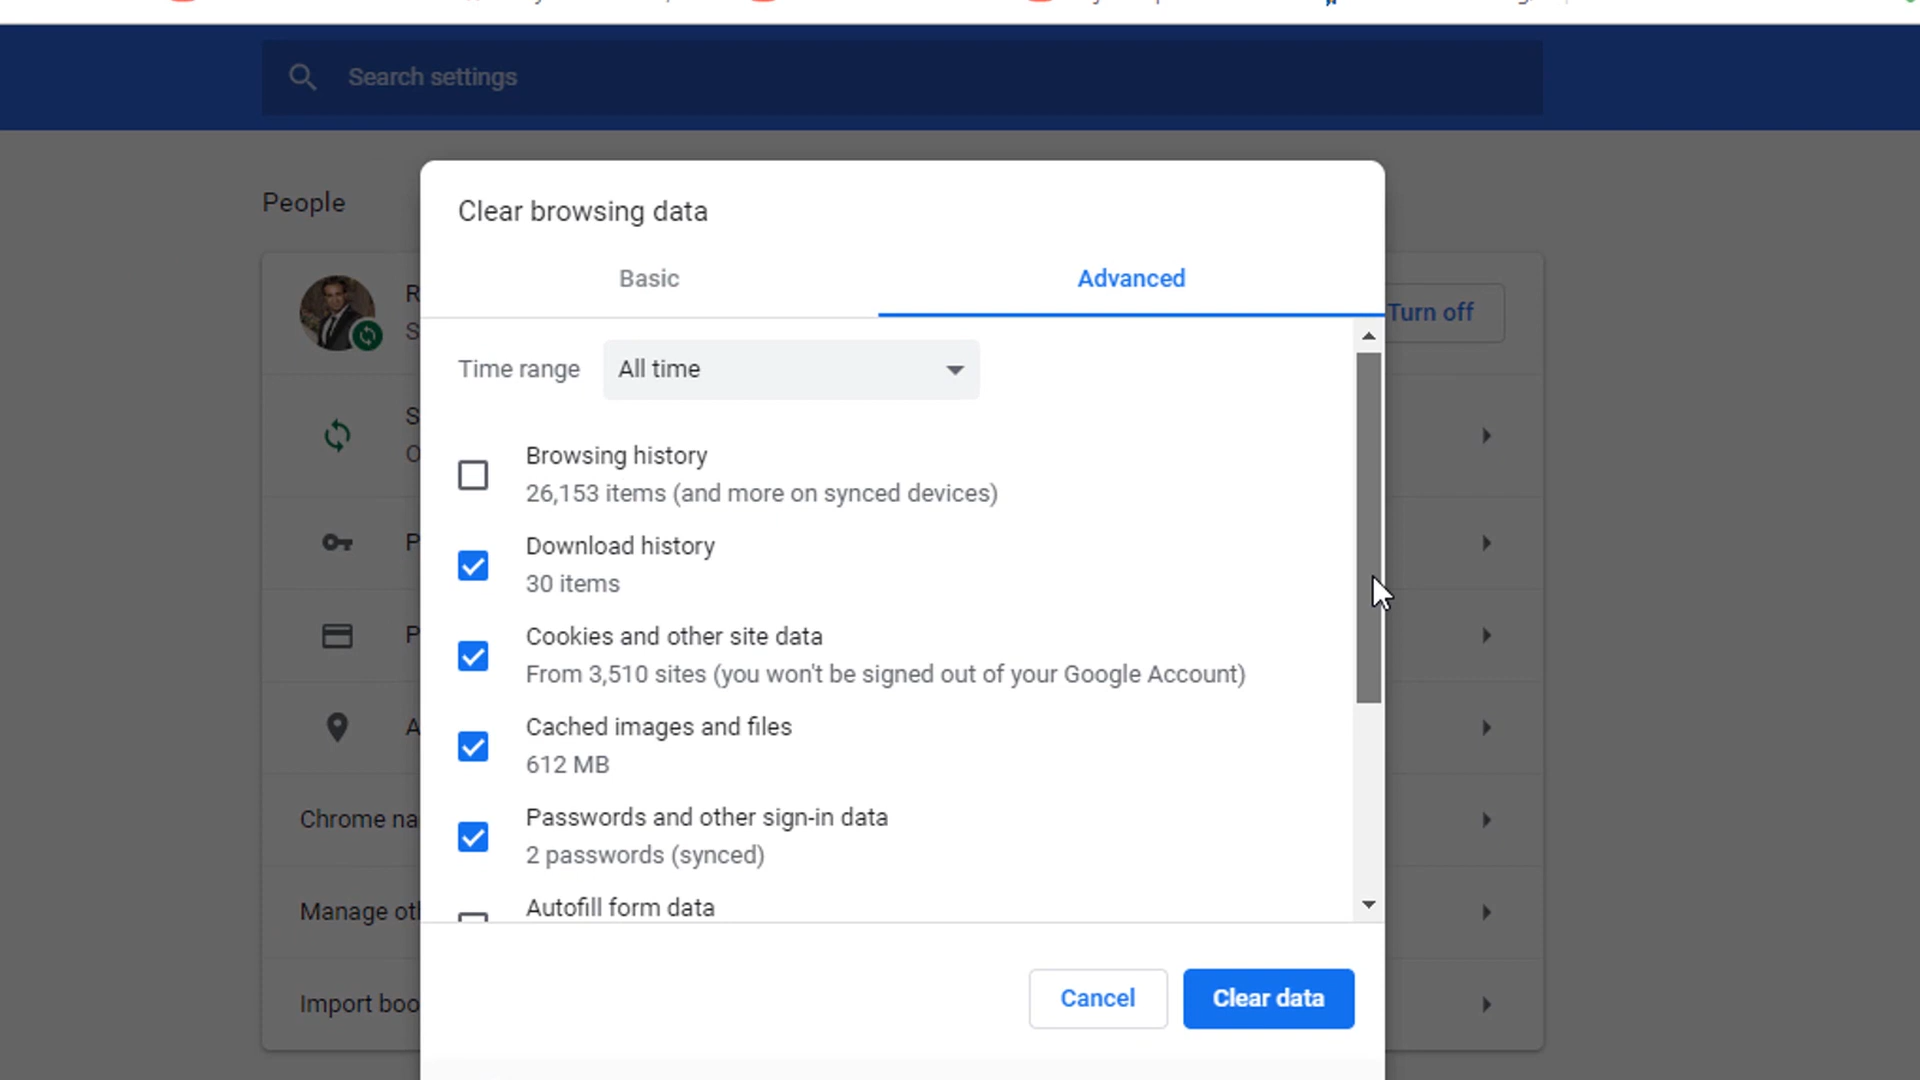 Search settings
People
Clear browsing data
Basic
Advanced
R
S
Turn off
Time range
All time
S
O
Browsing history
26,153 items (and more on synced devices)
P
Download history
30 items
P
Cookies and other site data
From 3,510 sites (you won't be signed out of your Google Account)
A
Cached images and files
612 MB
Chrome na
Passwords and other sign-in data
2 passwords (synced)
Manage ot
Autofill form data
Import boo
Cancel
Clear data